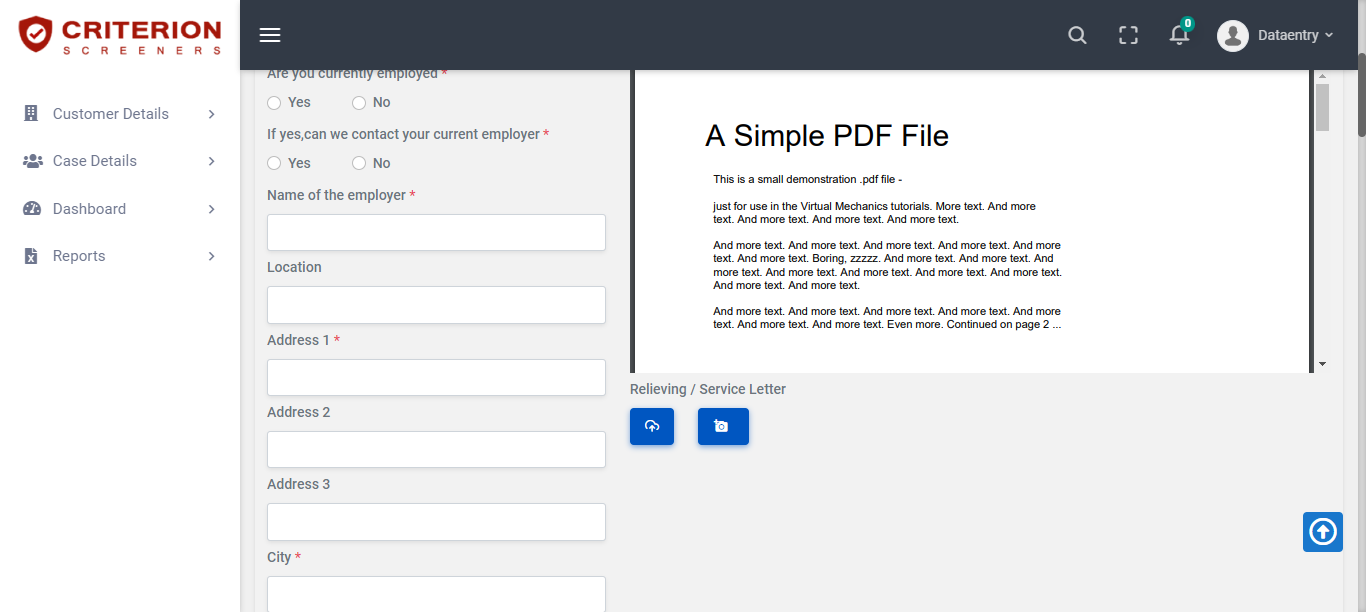 CRITERION
SCREENERS
0
Dataentry
Customer Details
Case Details
Dashboard
Reports
Are you currently employed *
Yes No
If yes,can we contact your current employer *
Yes No
Name of the employer *
Location
Address 1 *
Address 2
Address 3
City *
A Simple PDF File
This is a small demonstration .pdf file -
just for use in the Virtual Mechanics tutorials. More text. And more
text. And more text. And more text. And more text.
And more text. And more text. And more text. And more text. And more
text. And more text. Boring, zzzzz. And more text. And more text. And
more text. And more text. And more text. And more text. And more text.
And more text. And more text.
And more text. And more text. And more text. And more text. And more
text. And more text. And more text. Even more. Continued on page 2 ...
Relieving / Service Letter